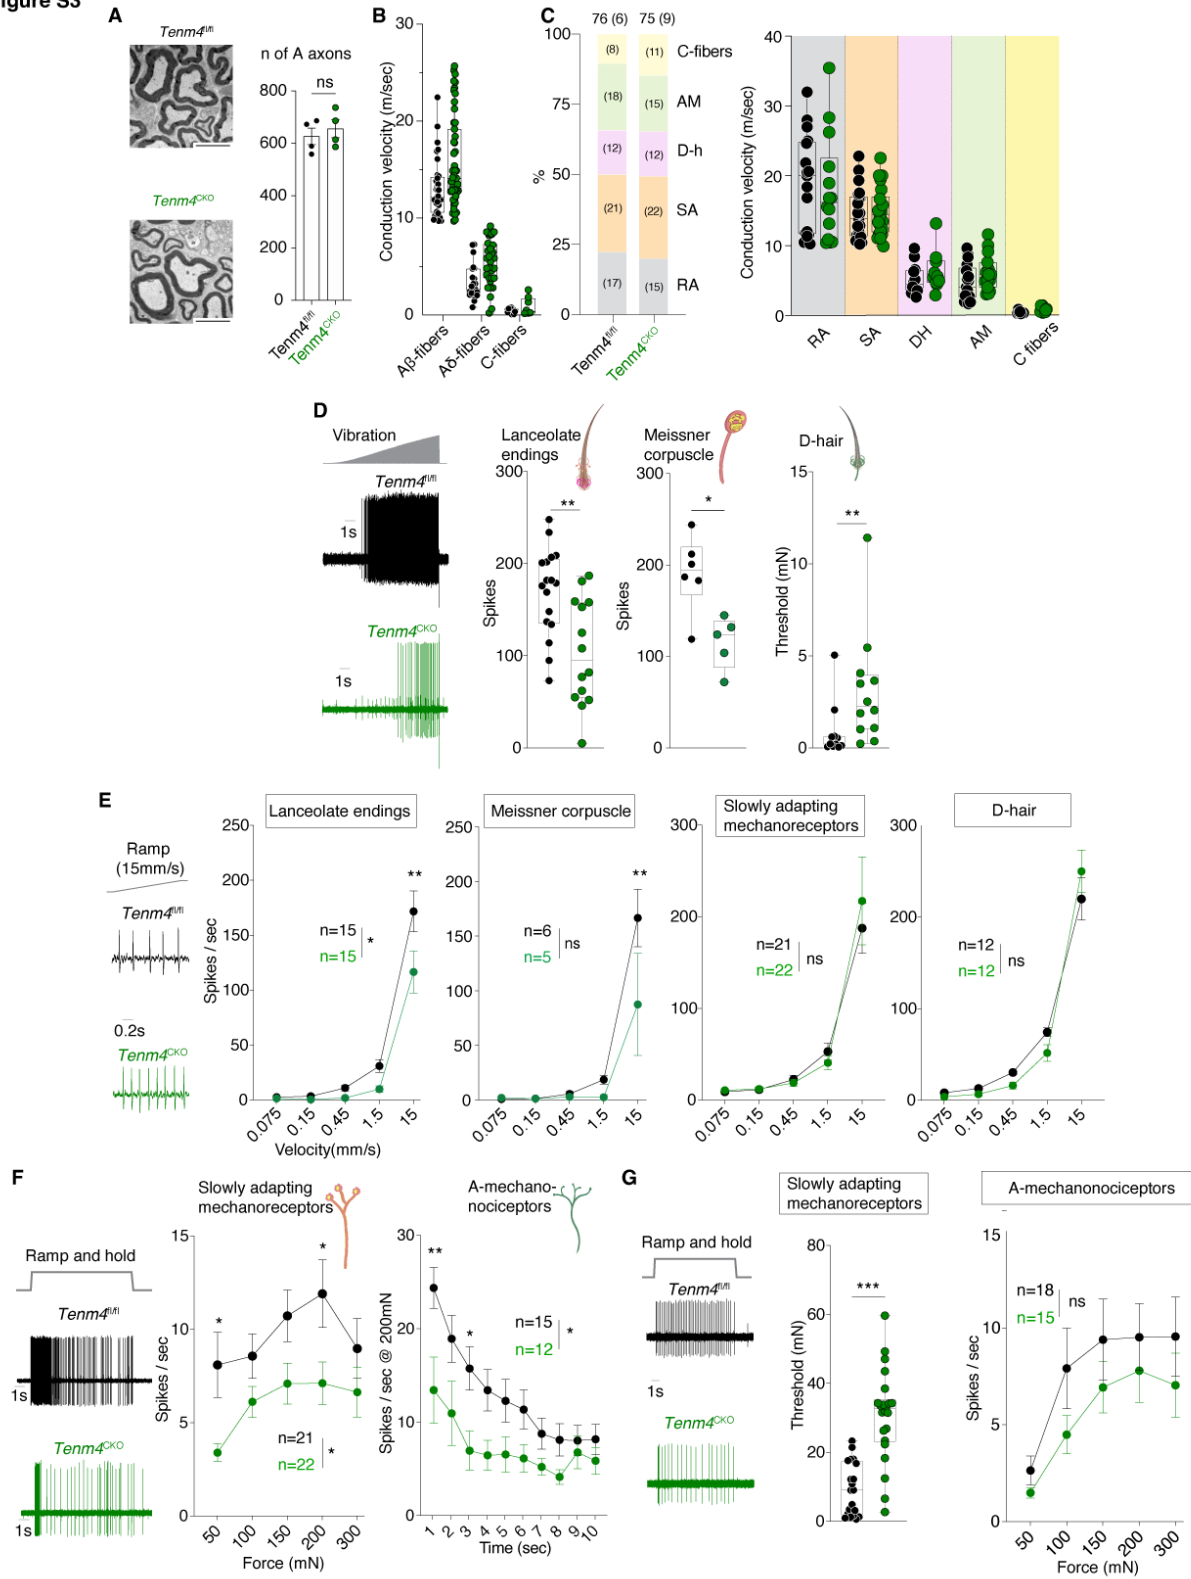 igure S3
A
Tenm4fl/fl
Tenm4CKO
n of A axons
ns
800
600
400
200
0
Tenm4fl/fl
Tenm4CKO
B
Conduction velocity (m/sec)
30
20
10
0
Aβ-fibers
Aδ-fibers
C-fibers
C
76 (6) 75 (9)
%
100
75
50
25
0
(8) (11) C-fibers
(18) (15) AM
(12) (12) D-h
(21) (22) SA
(17) (15) RA
Tenm4fl/fl
Tenm4CKO
Conduction velocity (m/sec)
40
30
20
10
0
RA
SA
DH
AM
C fibers
D
Vibration
Tenm4fl/fl
1s
Tenm4CKO
1s
Lanceolate
endings
Spikes
300
200
100
0
**
Meissner
corpuscle
Spikes
300
200
100
0
*
D-hair
Threshold (mN)
15
10
5
0
**
E
Ramp
(15mm/s)
Tenm4fl/fl
0.2s
Tenm4CKO
Lanceolate endings
Spikes / sec
250
200
150
100
50
0
n=15
n=15
*
**
0.075
0.15
0.45
1.5
15
Velocity(mm/s)
Meissner corpuscle
250
200
150
100
50
0
n=6
n=5
ns
**
0.075
0.15
0.45
1.5
15
Slowly adapting
mechanoreceptors
300
200
100
0
n=21
n=22
ns
0.075
0.15
0.45
1.5
15
D-hair
300
200
100
0
n=12
n=12
ns
0.075
0.15
0.45
1.5
15
F
Ramp and hold
Tenm4fl/fl
1s
Tenm4CKO
1s
Slowly adapting
mechanoreceptors
Spikes / sec
15
10
5
0
*
*
n=21
n=22
*
50
100
150
200
300
Force (mN)
A-mechano-
nociceptors
Spikes / sec @ 200mN
30
20
10
0
**
*
n=15
n=12
*
1
2
3
4
5
6
7
8
9
10
Time (sec)
G
Ramp and hold
Tenm4fl/fl
1s
Tenm4CKO
Slowly adapting
mechanoreceptors
Threshold (mN)
80
60
40
20
0
***
A-mechanonociceptors
Spikes / sec
15
10
5
0
n=18
n=15
ns
50
100
150
200
300
Force (mN)